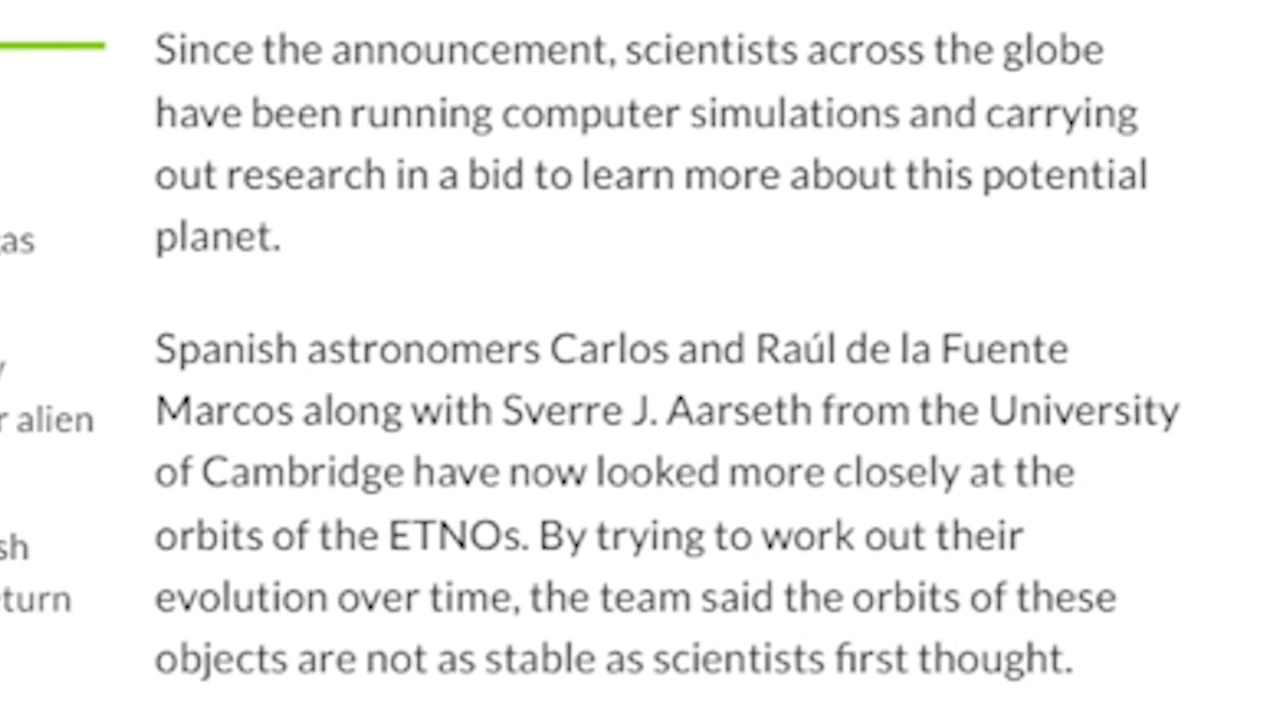 Since the announcement, scientists across the globe
have been running computer simulations and carrying
out research in a bid to learn more about this potential
planet.
Spanish astronomers Carlos and Raúl de la Fuente
Marcos along with Sverre J. Aarseth from the University
of Cambridge have now looked more closely at the
orbits of the ETNOs. By trying to work out their
evolution over time, the team said the orbits of these
objects are not as stable as scientists first thought.
alien